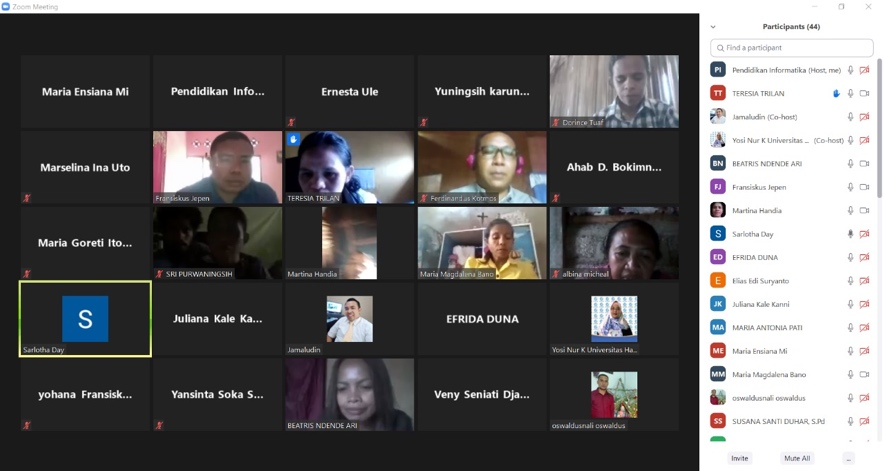 Zoom Meeting
Maria Ensiana Mi
Pendidikan Info...
Ernesta Ule
Yuningsih karun...
Dorince Tuaf
Marselina Ina Uto
Fransiskus Jepen
TERESIA TRILAN
Ferdinandus
Ahab D. Bokimn...
Maria Goreti Ito...
SRI PURWANINGSIH
Martina Handia
Maria Magdalena Bano
albina micheal
S
Sarlotha Day
Juliana Kale Ka...
Jamaludin
EFRIDA DUNA
Yosi Nur K Universitas Ha...
yohana Fransisk...
Yansinta Soka S...
BEATRIS NDENDE ARI
Veny Seniati Dja...
oswaldusnali oswaldus
Participants (44)
Find a participant
PI Pendidikan Informatika (Host, me)
TT TERESIA TRILAN
Jamaludin (Co-host)
Yosi Nur K Universitas ... (Co-host)
BN BEATRIS NDENDE ARI
FJ Fransiskus Jepen
Martina Handia
S Sarlotha Day
ED EFRIDA DUNA
E Elias Edi Suryanto
JK Juliana Kale Kanni
MA MARIA ANTONIA PATI
ME Maria Ensiana Mi
MM Maria Magdalena Bano
oswaldusnali oswaldus
SS SUSANA SANTI DUHAR, S.Pd
Invite
Mute All
...